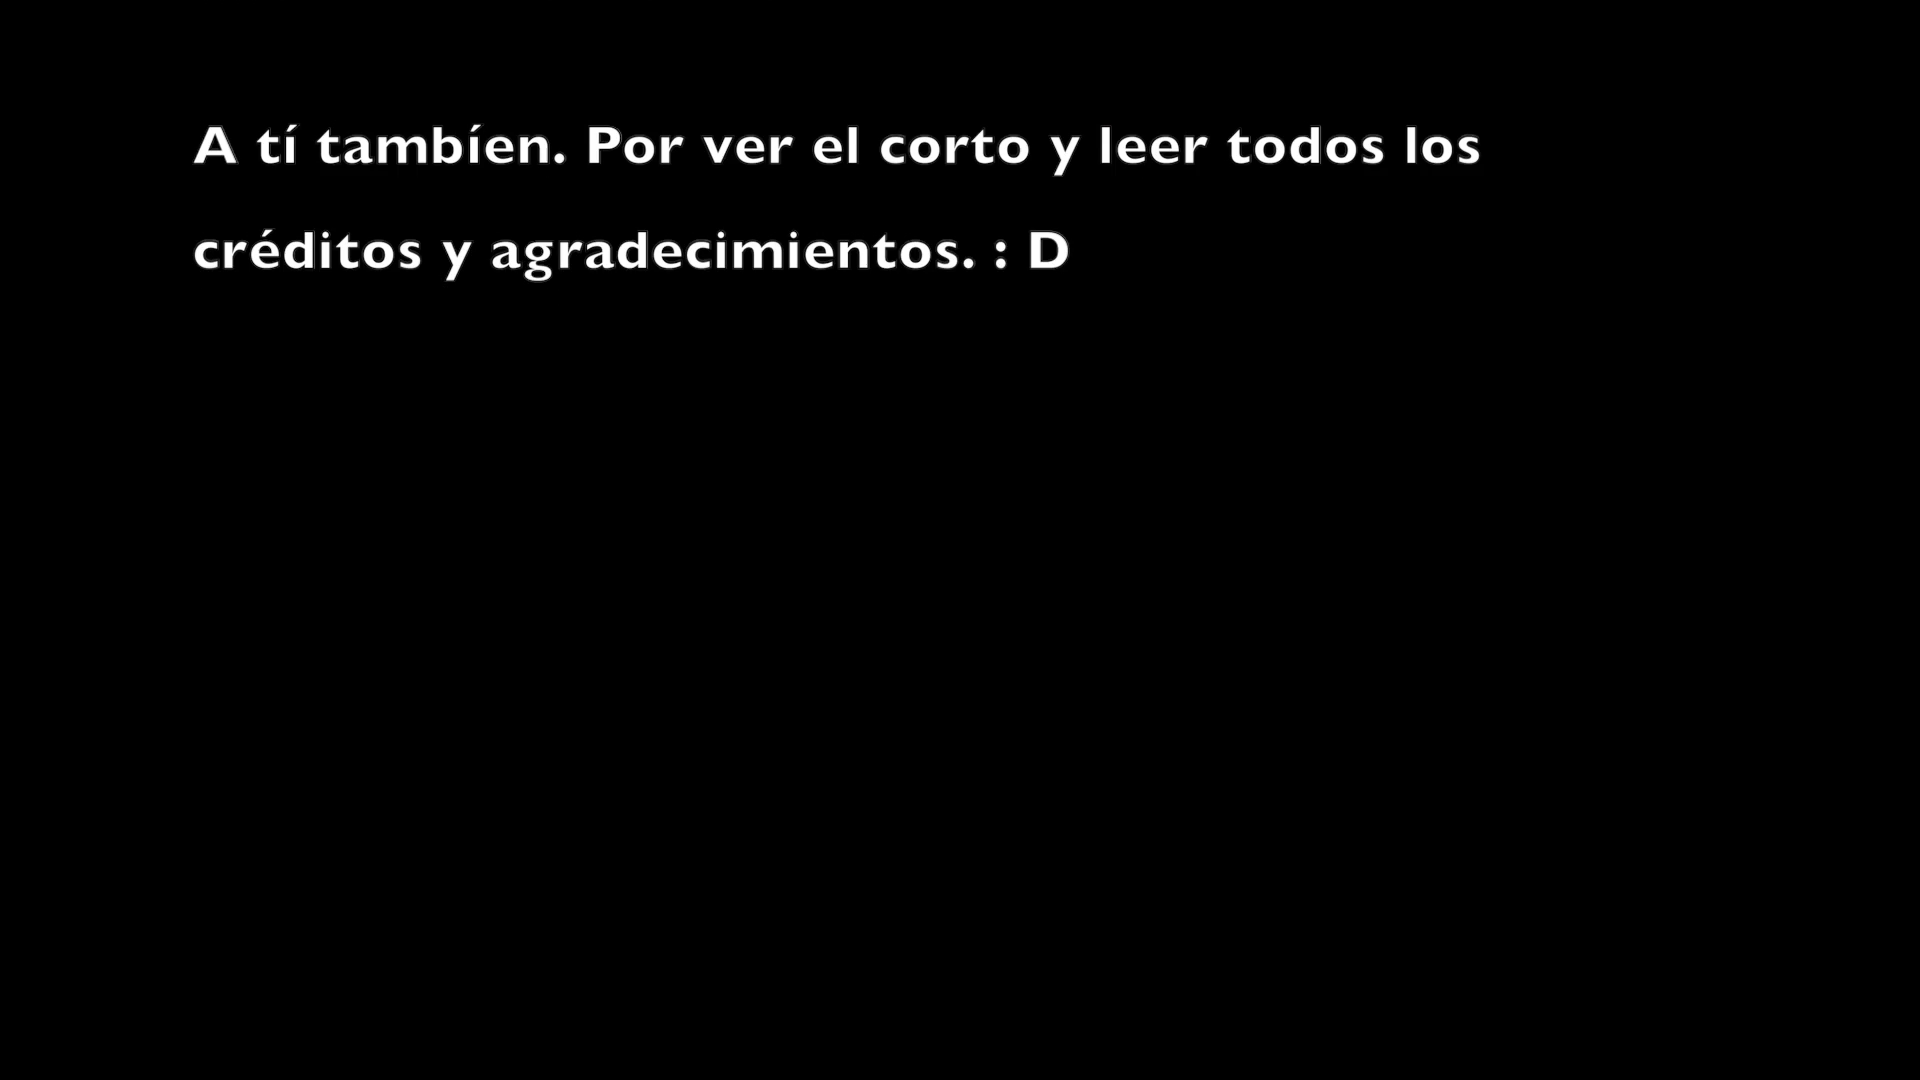 A tí tambíen. Por ver el corto y leer todos los
créditos y agradecimientos. : D